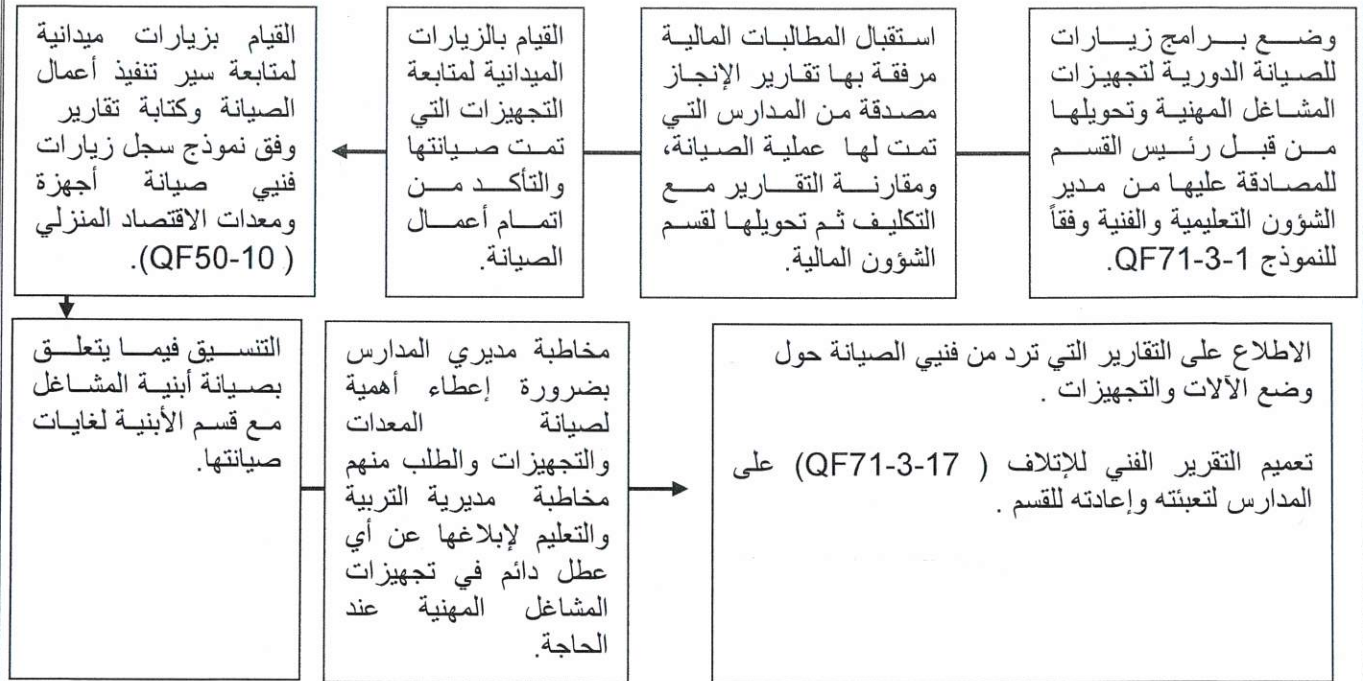 وضع برامج زيارات
للصيانة الدورية لتجهيزات
المشاغل المهنية وتحويلها
من قبل رئيس القسم
للمصادقة عليها من مدير
الشؤون التعليمية والفنية وفقاً
للنموذج QF71-3-1.
استقبال المطالبات المالية
مرفقة بها تقارير الإنجاز
مصدقة من المدارس التي
تمت لها عملية الصيانة،
ومقارنة التقارير مع
التكليف ثم تحويلها لقسم
الشؤون المالية.
القيام بالزيارات
الميدانية لمتابعة
التجهيزات التي
تمت صيانتها
والتأكد من
اتمام أعمال
الصيانة.
القيام بزيارات ميدانية
لمتابعة سير تنفيذ أعمال
الصيانة وكتابة تقارير
وفق نموذج سجل زيارات
فنيي صيانة أجهزة
ومعدات الاقتصاد المنزلي
( QF50-10).
التنسيق فيما يتعلق
بصيانة أبنية المشاغل
مع قسم الأبنية لغايات
صيانتها.
مخاطبة مديري المدارس
بضرورة إعطاء أهمية
لصيانة المعدات
والتجهيزات والطلب منهم
مخاطبة مديرية التربية
والتعليم لإبلاغها عن أي
عطل دائم في تجهيزات
المشاغل المهنية عند
الحاجة.
الاطلاع على التقارير التي ترد من فنيي الصيانة حول
وضع الآلات والتجهيزات .
تعميم التقرير الفني للإتلاف ( QF71-3-17) على
المدارس لتعبئته وإعادته للقسم .